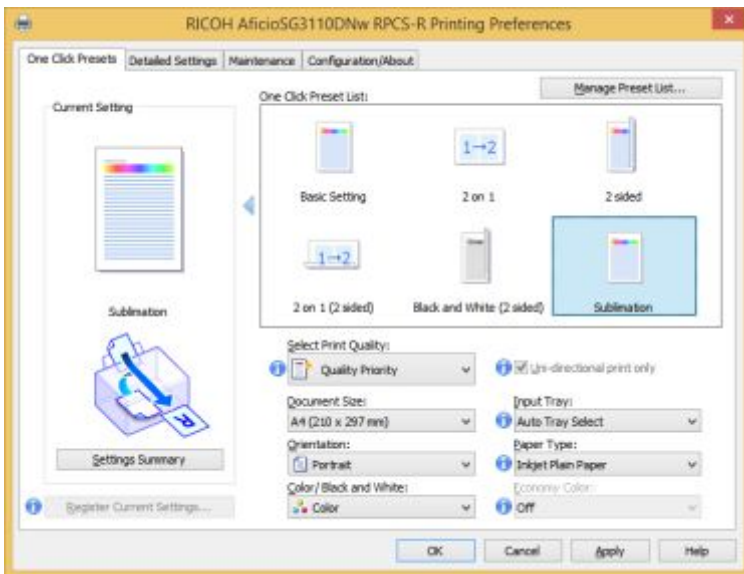 RICOH AficioSG3110DNw RPCS-R Printing Preferences
One Click Presets Detailed Settings Maintenance Configuration/About
Current Setting
One Click Preset List:
Manage Preset List...
1→2
Basic Setting 2 on 1 2 sided
1→2
2 on 1 (2 sided) Black and White (2 sided) Sublimation
Sublimation
R
Settings Summary
Register Current Settings...
Select Print Quality:
Quality Priority
Uni-directional print only
Document Size:
Input Tray:
A4 (210 x 297 mm)
Auto Tray Select
Orientation:
Paper Type:
Portrait
Inkjet Plain Paper
Color/ Black and White:
Economy Color:
Color
Off
OK Cancel Apply Help